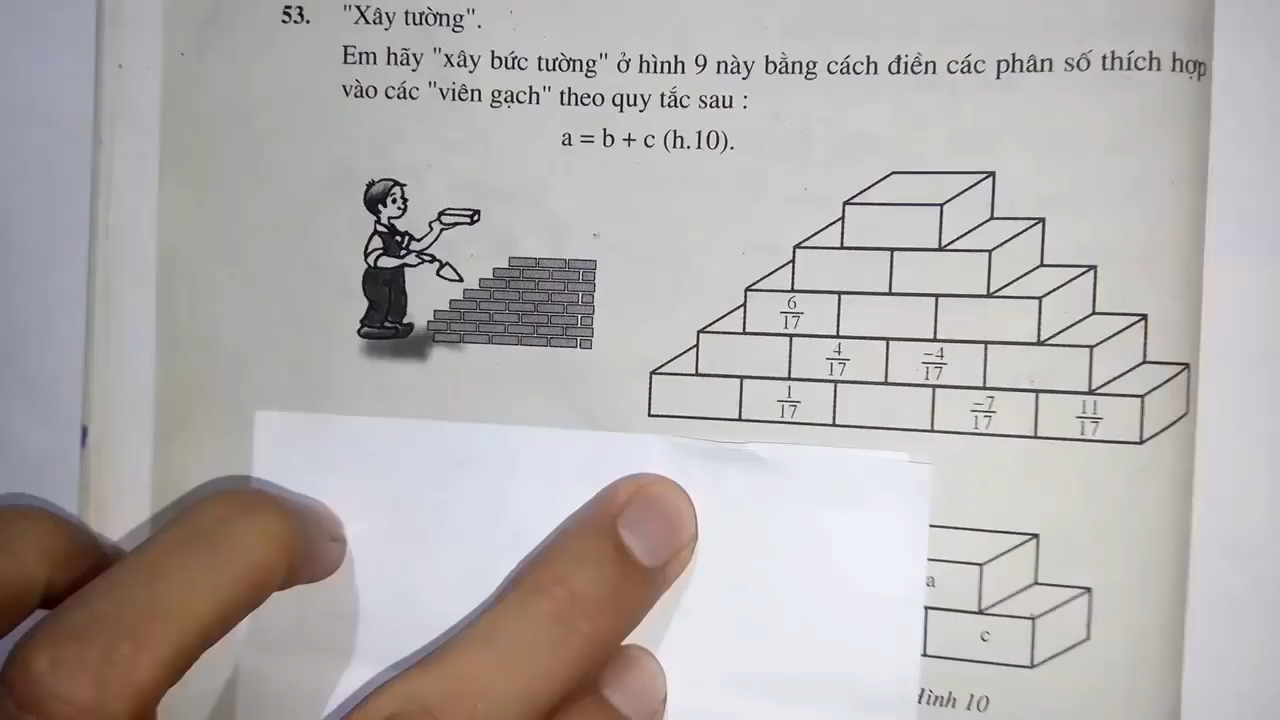 53. "Xây tường".
Em hãy "xây bức tường" ở hình 9 này bằng cách điền các phân số thích hợp
vào các "viên gạch" theo quy tắc sau :
a = b + c (h.10).
6/17
4/17 -4/17
1/17 -7/17 11/17
a
c
Hình 10